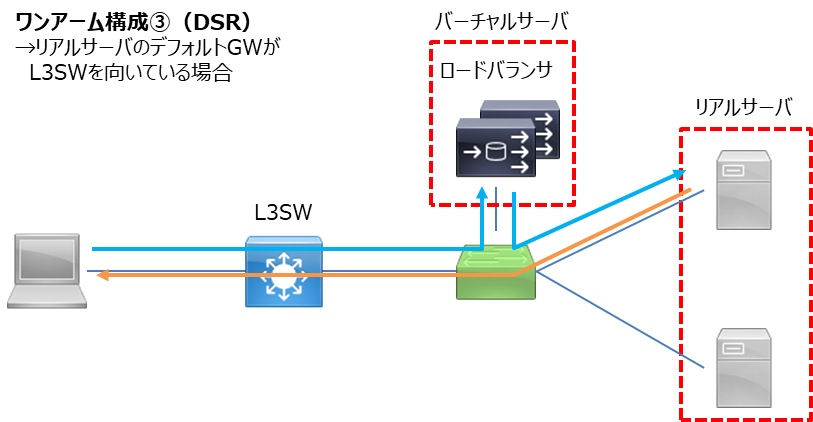 ワンアーム構成③（DSR）
→リアルサーバのデフォルトGWが
L3SWを向いている場合
バーチャルサーバ
ロードバランサ
リアルサーバ
L3SW